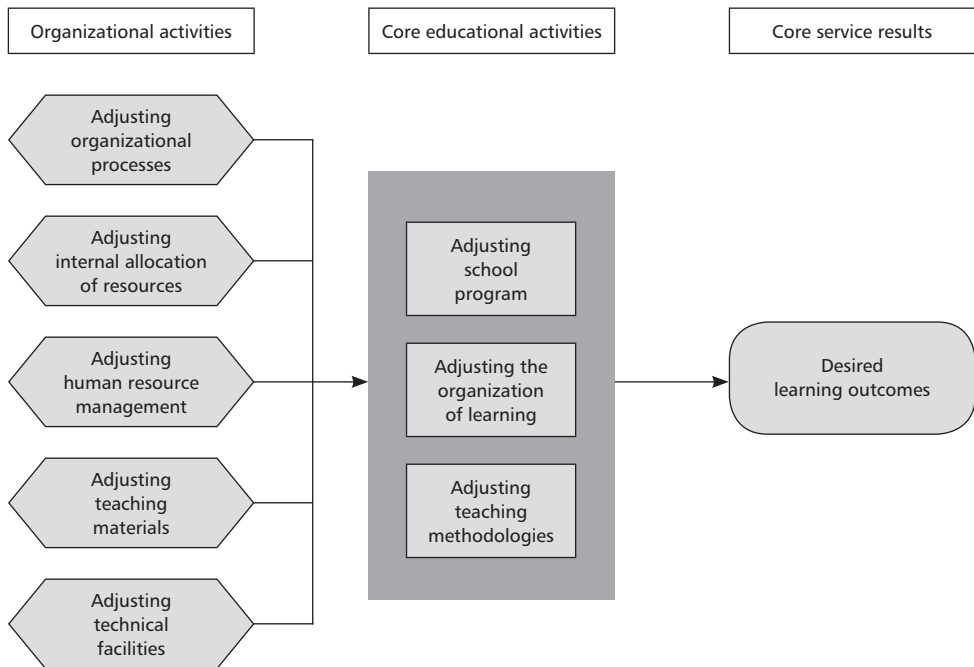 Organizational activities
Core educational activities
Core service results
Adjusting
organizational
processes
Adjusting
internal allocation
of resources
Adjusting
human resource
management
Adjusting
teaching
materials
Adjusting
technical
facilities
Adjusting
school
program
Adjusting the
organization
of learning
Adjusting
teaching
methodologies
Desired
learning outcomes